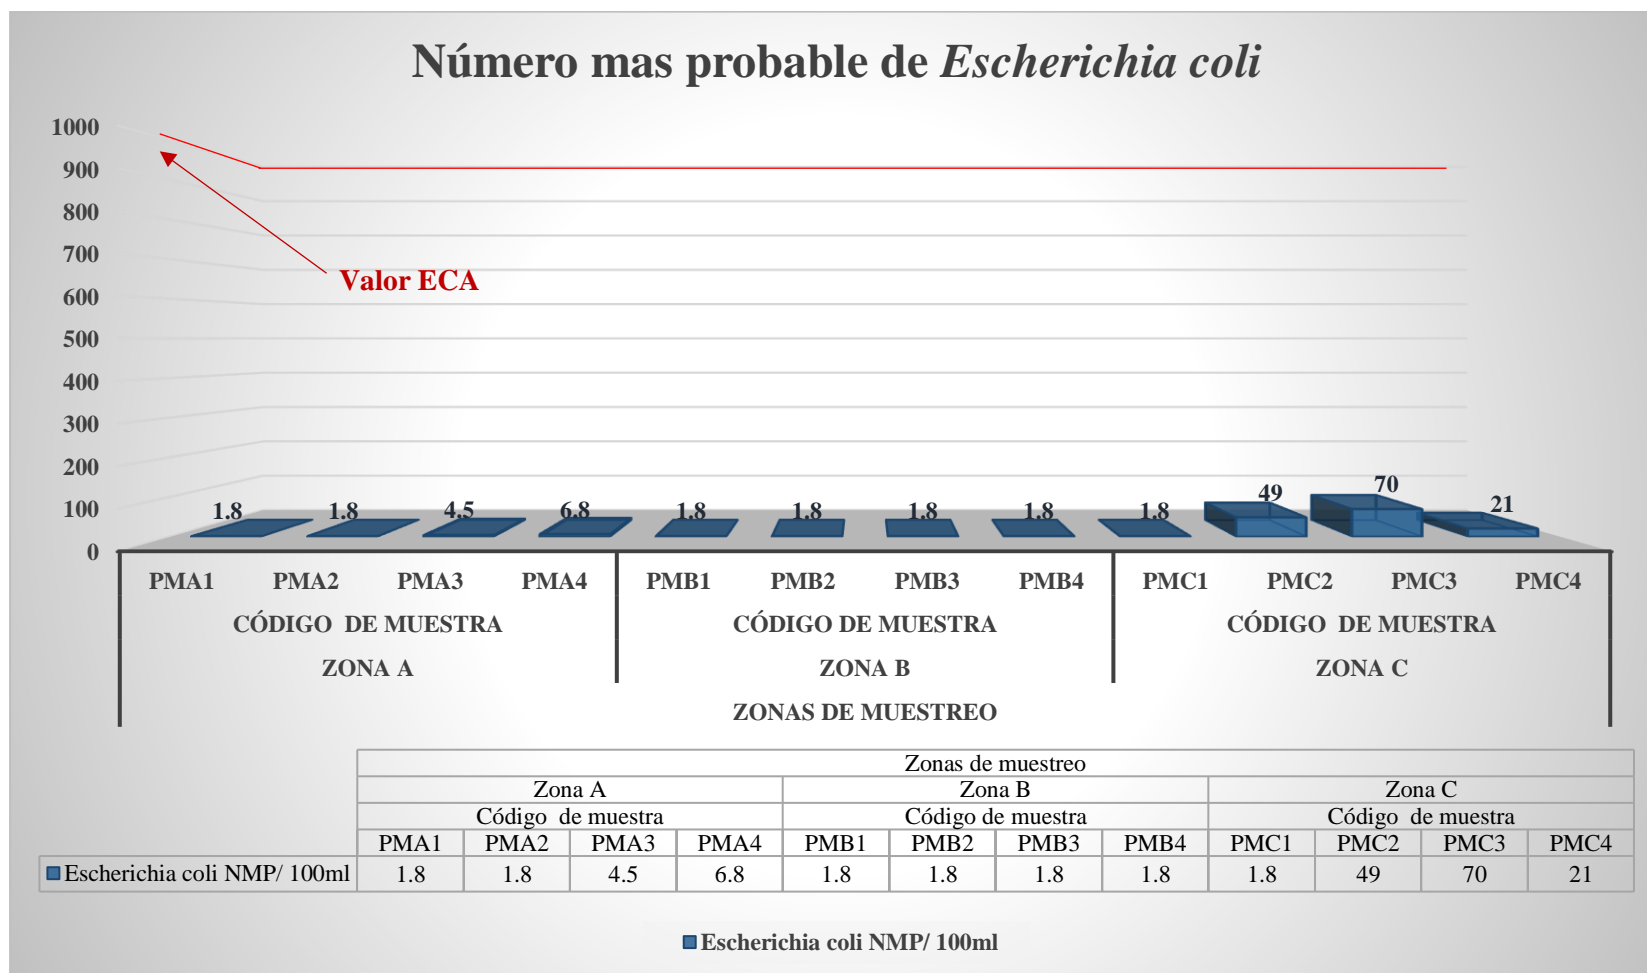 Número mas probable de Escherichia coli
1000
900
800
700
600
500
400
300
200
100
0
Valor ECA
1.8 1.8 4.5 6.8 1.8 1.8 1.8 1.8 1.8 49 70 21
PMA1 PMA2 PMA3 PMA4 PMB1 PMB2 PMB3 PMB4 PMC1 PMC2 PMC3 PMC4
CÓDIGO DE MUESTRA CÓDIGO DE MUESTRA CÓDIGO DE MUESTRA
ZONA A ZONA B ZONA C
ZONAS DE MUESTREO
Zonas de muestreo
Zona A Zona B Zona C
Código de muestra Código de muestra Código de muestra
PMA1 PMA2 PMA3 PMA4 PMB1 PMB2 PMB3 PMB4 PMC1 PMC2 PMC3 PMC4
Escherichia coli NMP/ 100ml 1.8 1.8 4.5 6.8 1.8 1.8 1.8 1.8 1.8 49 70 21
Escherichia coli NMP/ 100ml